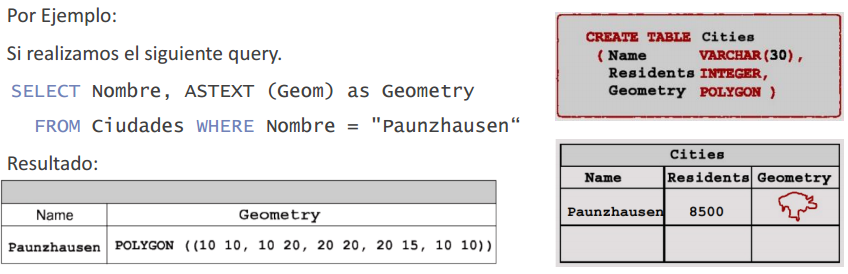 Por Ejemplo:
Si realizamos el siguiente query.
SELECT Nombre, ASTEXT (Geom) as Geometry
FROM Ciudades WHERE Nombre = "Paunzhausen“
Resultado:
Name Geometry
Paunzhausen POLYGON ((10 10, 10 20, 20 20, 20 15, 10 10))
CREATE TABLE Cities
( Name VARCHAR(30),
Residents INTEGER,
Geometry POLYGON )
Cities
Name Residents Geometry
Paunzhausen 8500